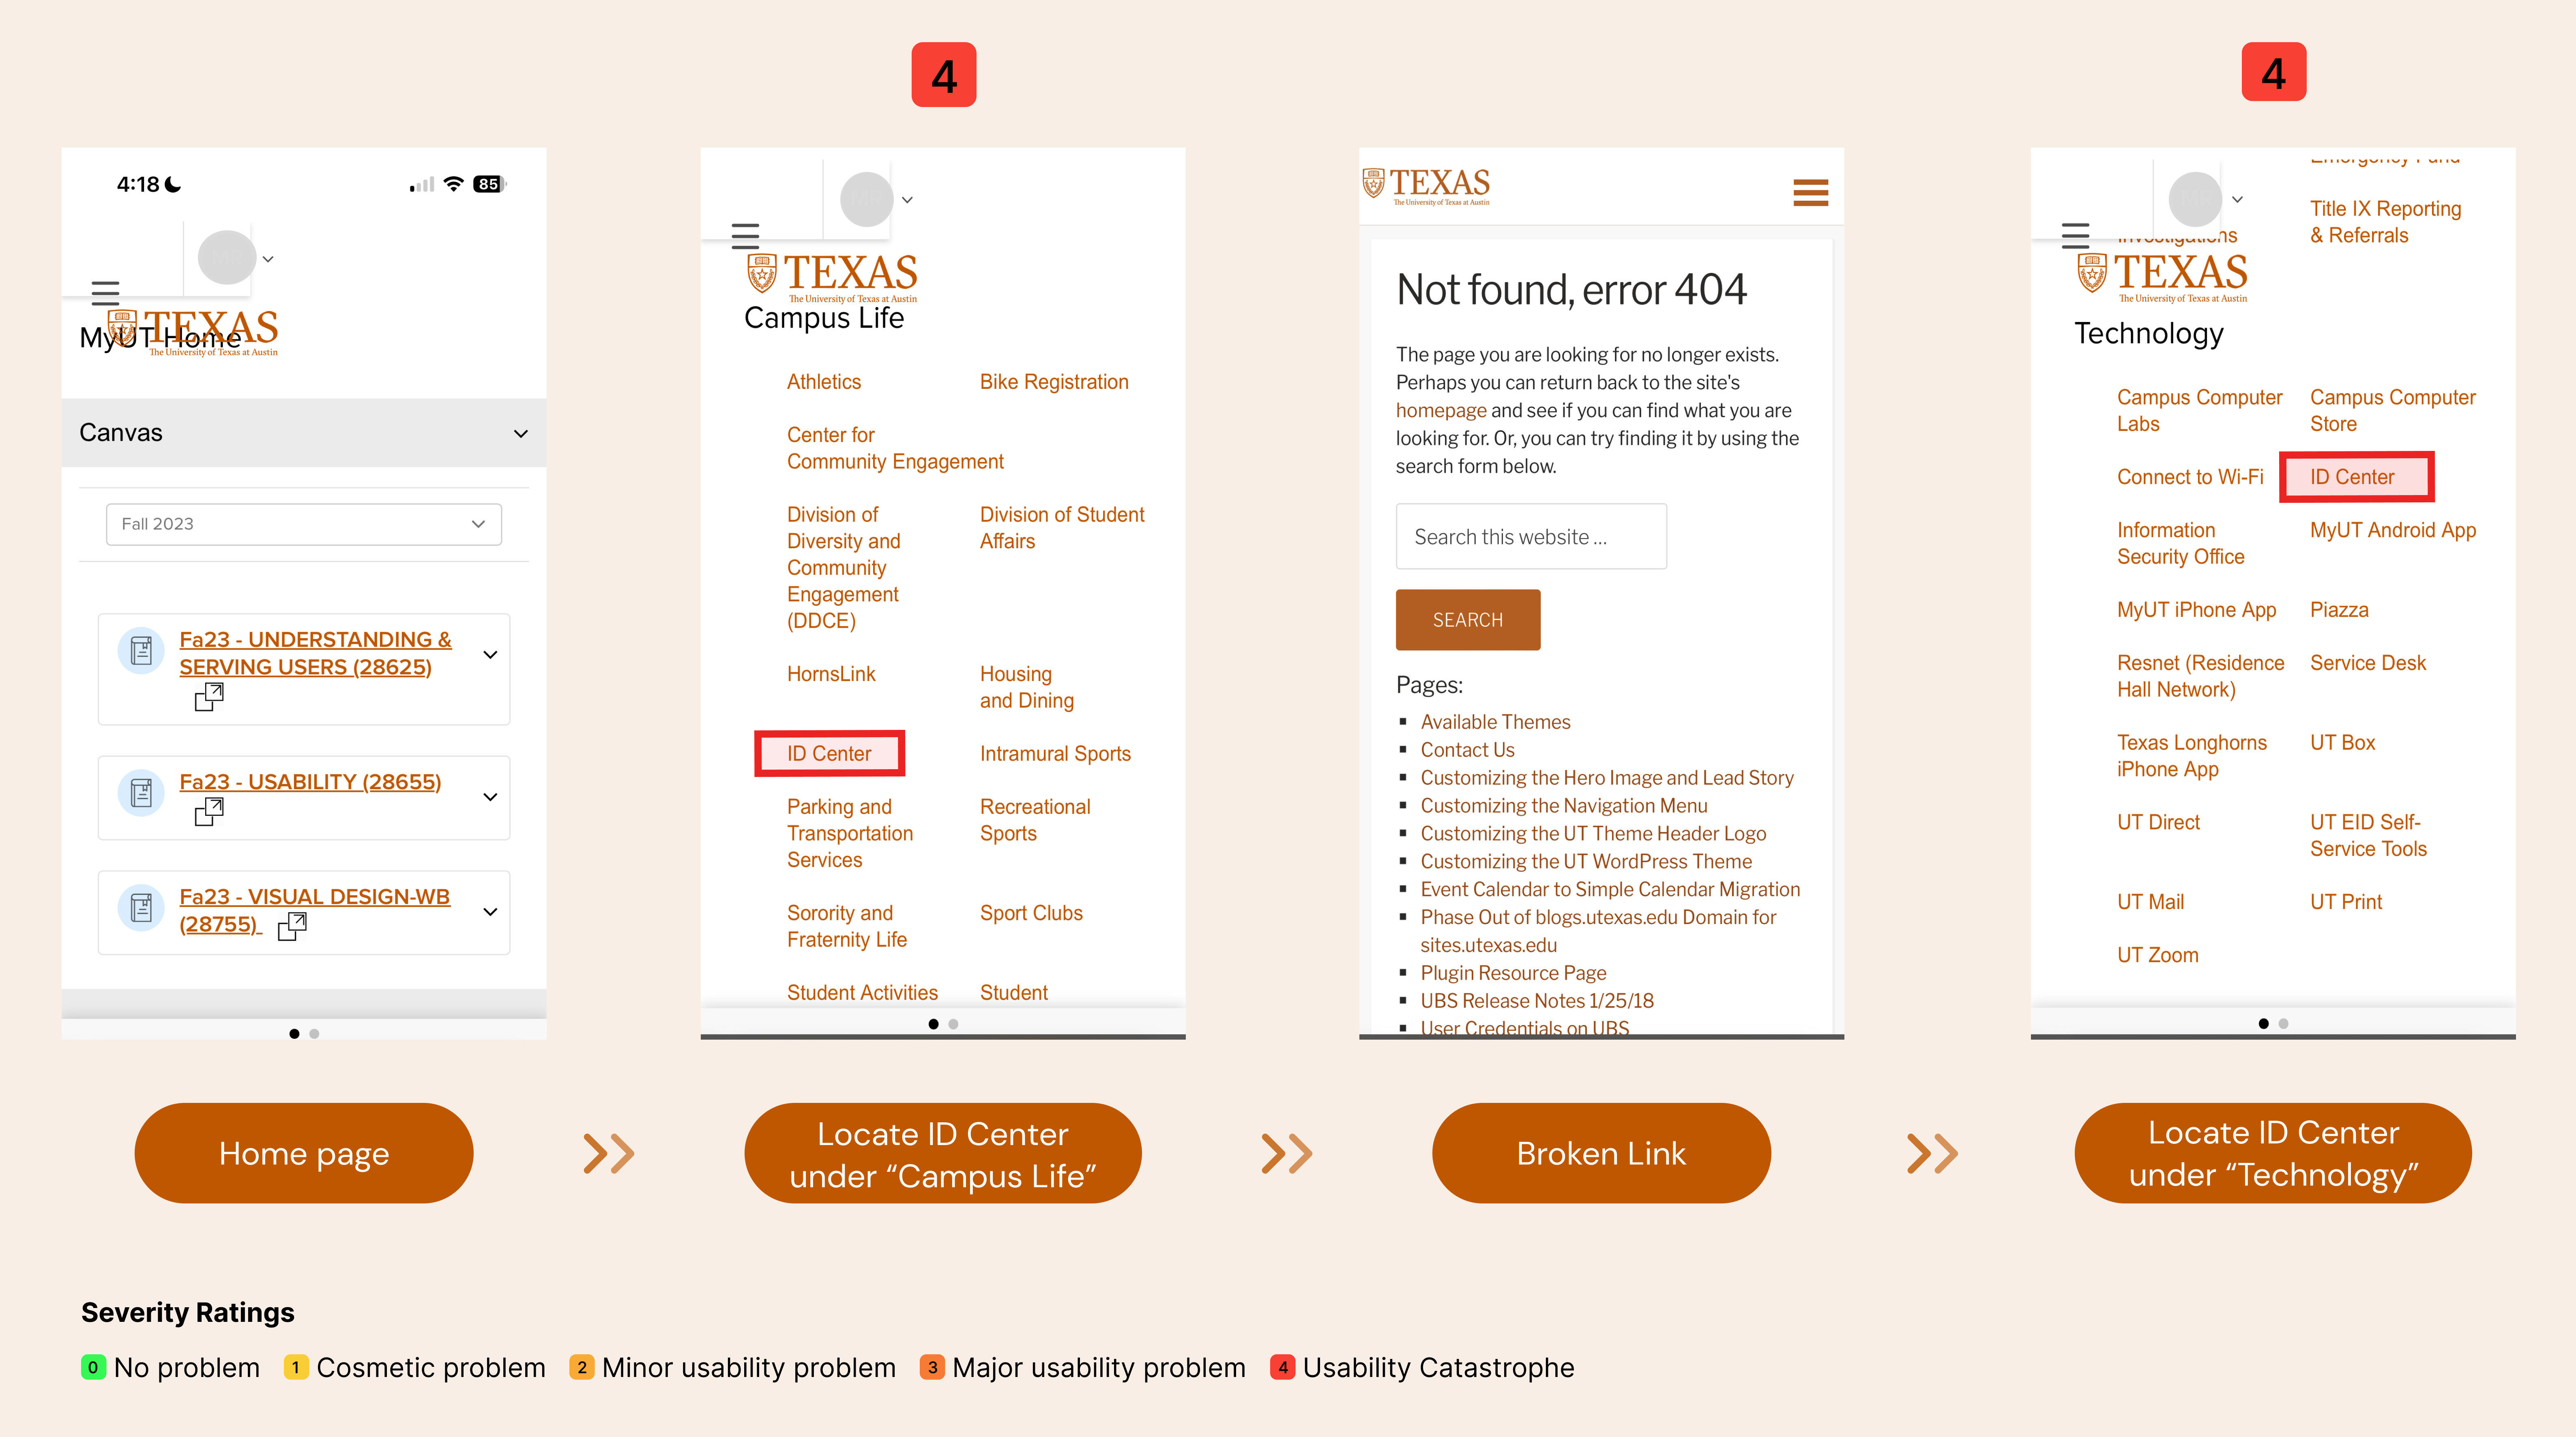 4
4
4:18
85
MyUT Home
TEXAS
The University of Texas at Austin
Canvas
Fall 2023
Fa23 - UNDERSTANDING &
SERVING USERS (28625)
Fa23 - USABILITY (28655)
Fa23 - VISUAL DESIGN-WB
(28755)
TEXAS
The University of Texas at Austin
Campus Life
Athletics
Bike Registration
Center for
Community Engagement
Division of
Diversity and
Community
Engagement
(DDCE)
Division of Student
Affairs
HornsLink
Housing
and Dining
ID Center
Intramural Sports
Parking and
Transportation
Services
Recreational
Sports
Sorority and
Fraternity Life
Sport Clubs
Student Activities
Student
TEXAS
The University of Texas at Austin
Not found, error 404
The page you are looking for no longer exists.
Perhaps you can return back to the site's
homepage and see if you can find what you are
looking for. Or, you can try finding it by using the
search form below.
Search this website ...
SEARCH
Pages:
Available Themes
Contact Us
Customizing the Hero Image and Lead Story
Customizing the Navigation Menu
Customizing the UT Theme Header Logo
Customizing the UT WordPress Theme
Event Calendar to Simple Calendar Migration
Phase Out of blogs.utexas.edu Domain for
sites.utexas.edu
Plugin Resource Page
UBS Release Notes 1/25/18
User Credentials on UBS
Emergency Fund
Title IX Reporting
& Referrals
Investigations
TEXAS
The University of Texas at Austin
Technology
Campus Computer
Labs
Campus Computer
Store
Connect to Wi-Fi
ID Center
Information
Security Office
MyUT Android App
MyUT iPhone App
Piazza
Resnet (Residence
Hall Network)
Service Desk
Texas Longhorns
iPhone App
UT Box
UT Direct
UT EID Self-
Service Tools
UT Mail
UT Print
UT Zoom
Home page
Locate ID Center
under “Campus Life”
Broken Link
Locate ID Center
under “Technology”
Severity Ratings
0 No problem 1 Cosmetic problem 2 Minor usability problem 3 Major usability problem 4 Usability Catastrophe